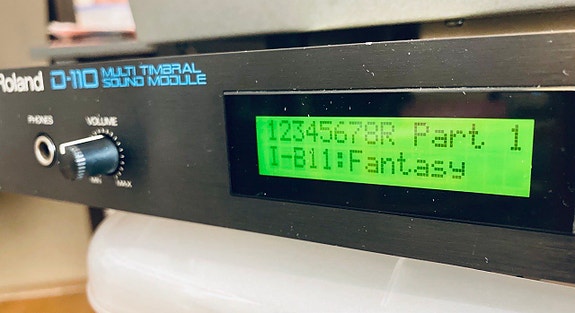 Roland D-110 MULTI TIMBRAL
SOUND MODULE
PHONES
VOLUME
MIN
MAX
12345678R Part 1
I-B11:Fantasy